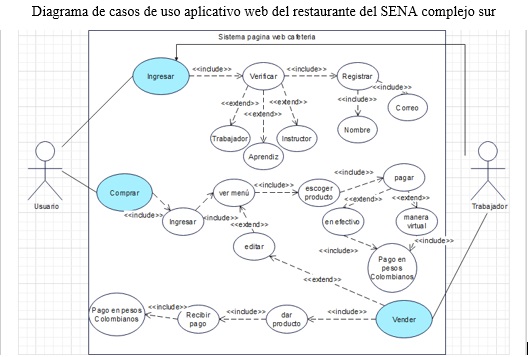 Diagrama de casos de uso aplicativo web del restaurante del SENA complejo sur
Sistema pagina web cafeteria
Ingresar
<<include>>
Verificar
<<include>>
Registrar
<<include>>
<<include>>
Correo
Nombre
<<extend>>
<<extend>>
<<extend>>
Trabajador
Aprendiz
Instructor
Usuario
Trabajador
Comprar
<<include>>
Ingresar
<<include>>
ver menú
<<include>>
escoger
producto
<<include>>
pagar
<<extend>>
<<extend>>
en efectivo
manera
virtual
<<include>>
<<include>>
Pago en
pesos
Colombianos
<<extend>>
editar
<<extend>>
Vender
<<include>>
dar
producto
<<include>>
Recibir
pago
<<include>>
Pago en pesos
Colombianos